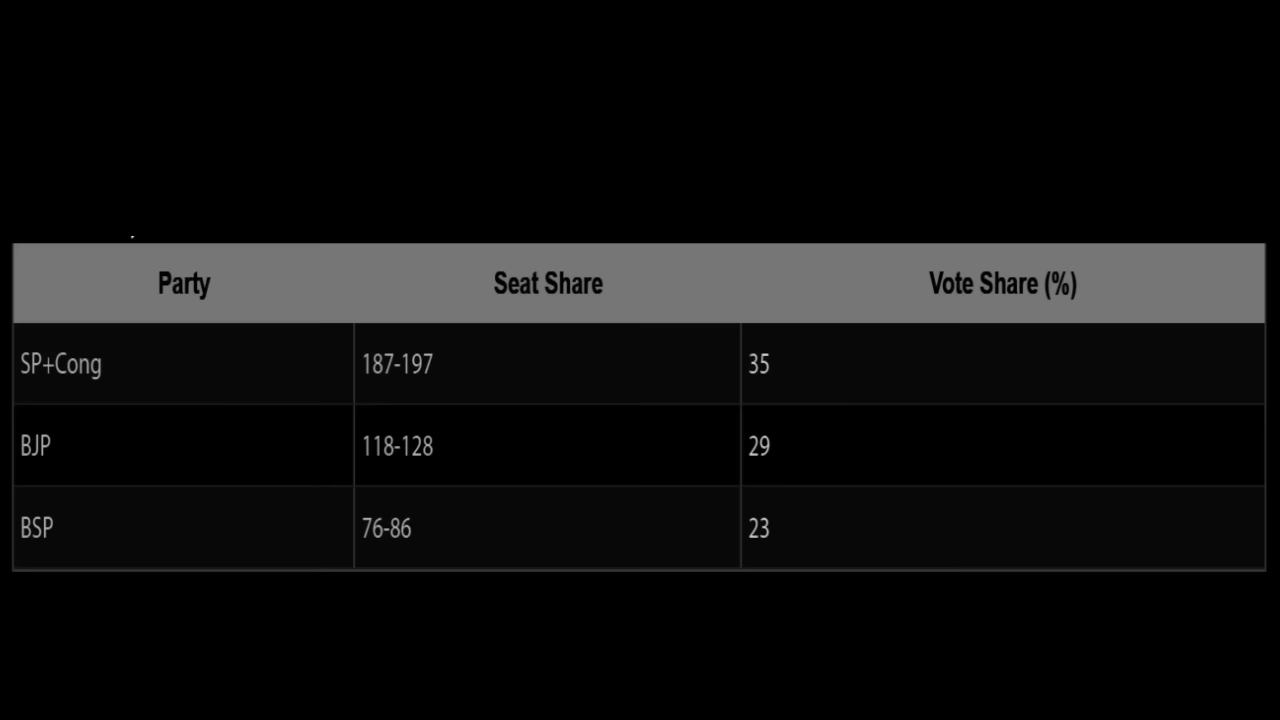 Party Seat Share Vote Share (%)
SP+Cong 187-197 35
BJP 118-128 29
BSP 76-86 23